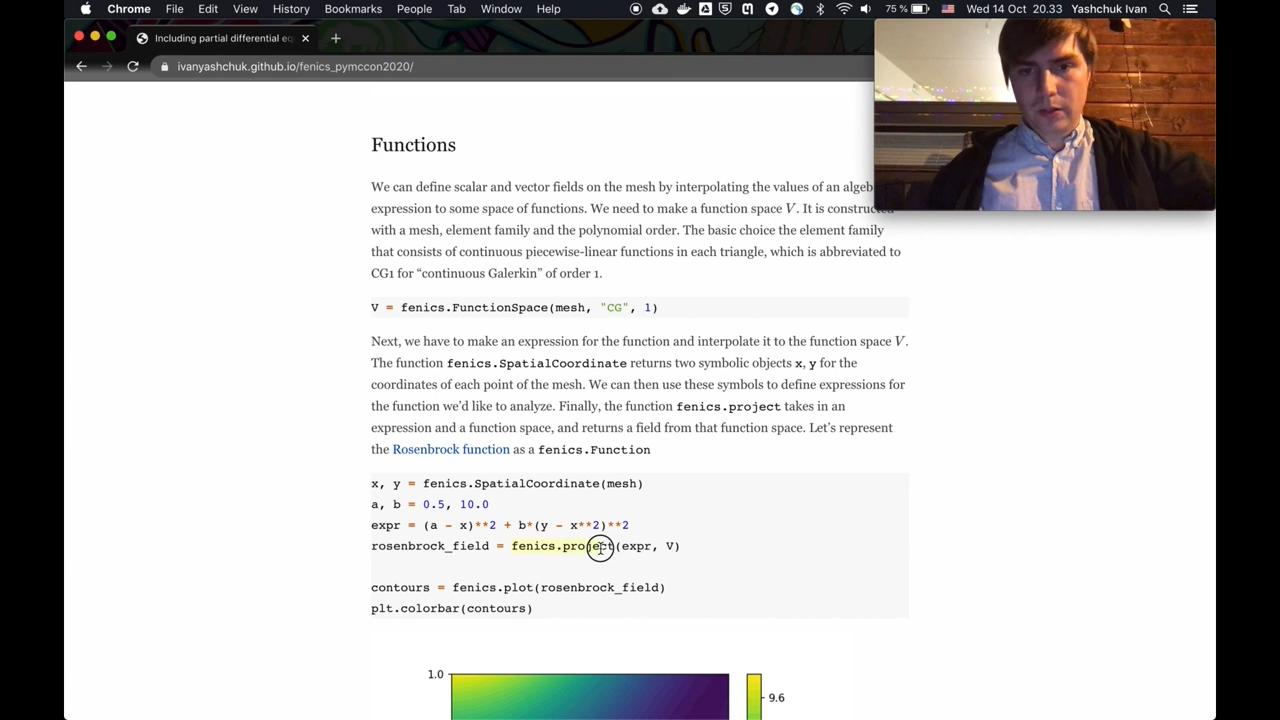 Chrome File Edit View History Bookmarks People Tab Window Help 75 % Wed 14 Oct 20.33 Yashchuk Ivan
Including partial differential eq
ivanyashchuk.github.io/fenics_pymccon2020/
Functions
We can define scalar and vector fields on the mesh by interpolating the values of an
expression to some space of functions. We need to make a function space V. It is
with a mesh, element family and the polynomial order. The basic choice the element family
that consists of continuous piecewise-linear functions in each triangle, which is abbreviated to
CG1 for “continuous Galerkin” of order 1.
V = fenics.FunctionSpace(mesh, "CG", 1)
Next, we have to make an expression for the function and interpolate it to the function space V.
The function fenics.SpatialCoordinate returns two symbolic objects x, y for the
coordinates of each point of the mesh. We can then use these symbols to define expressions for
the function we’d like to analyze. Finally, the function fenics.project takes in an
expression and a function space, and returns a field from that function space. Let’s represent
the Rosenbrock function as a fenics.Function
x, y = fenics.SpatialCoordinate(mesh)
a, b = 0.5, 10.0
expr = (a - x)**2 + b*(y - x**2)**2
rosenbrock_field = fenics.project(expr, V)
contours = fenics.plot(rosenbrock_field)
plt.colorbar(contours)
1.0
9.6